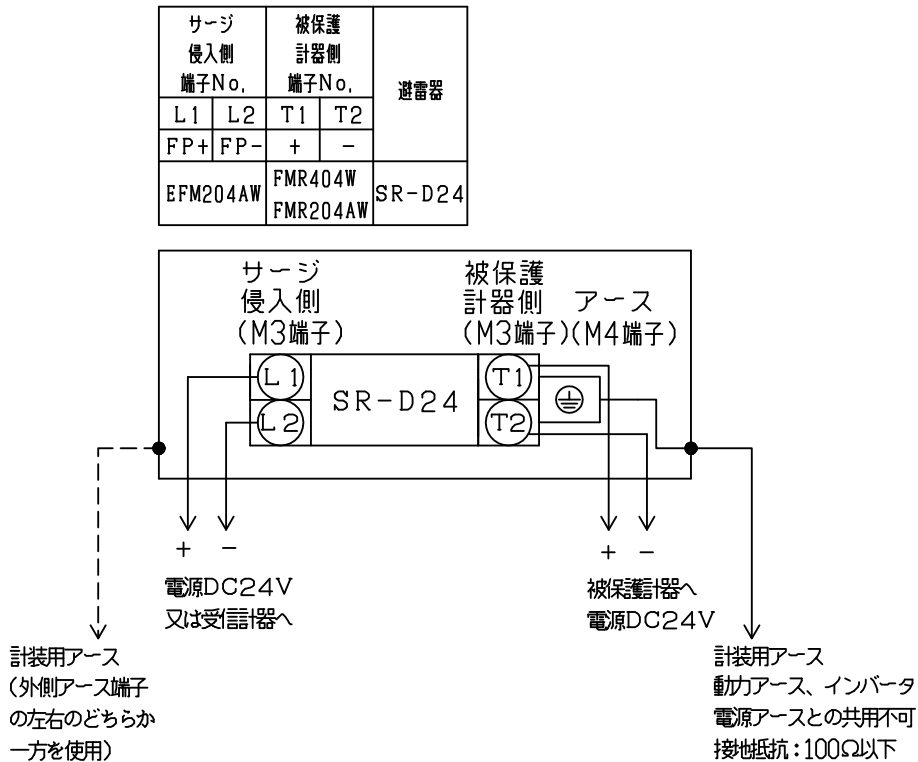 サージ
侵入側
端子No.
被保護
計器側
端子No.
避雷器
L1 L2 T1 T2
FP+ FP- + -
EFM204AW
FMR404W
FMR204AW
SR-D24
サージ
侵入側
(M3端子)
被保護
計器側
(M3端子)
アース
(M4端子)
L1
L2
SR-D24
T1
T2
+ -
電源DC24V
又は受信計器へ
+ -
被保護計器へ
電源DC24V
計装用アース
(外側アース端子
の左右のどちらか
一方を使用)
計装用アース
動力アース、インバータ
電源アースとの共用不可
接地抵抗:100Ω以下